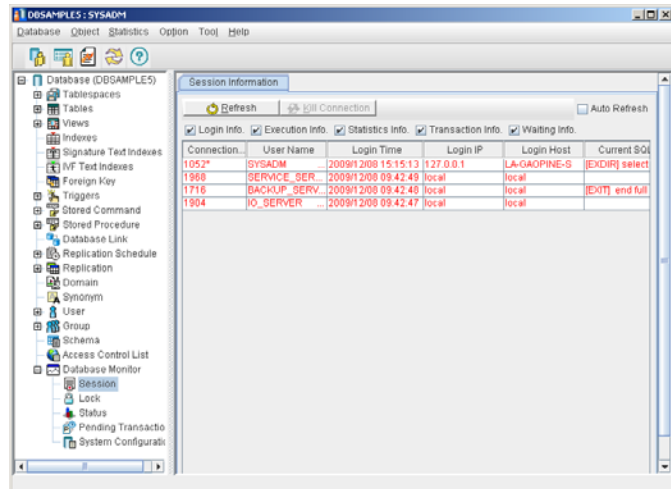 DBSAMPLE5 : SYSADM
Database Object Statistics Option Tool Help
Database (DBSAMPLE5)
Tablespaces
Tables
Views
Indexes
Signature Text Indexes
IVF Text Indexes
Foreign Key
Triggers
Stored Command
Stored Procedure
Database Link
Replication Schedule
Replication
Domain
Synonym
User
Group
Schema
Access Control List
Database Monitor
Session
Lock
Status
Pending Transactio
System Configuratio
Session Information
Refresh Kill Connection Auto Refresh
Login Info. Execution Info. Statistics Info. Transaction Info. Waiting Info.
Connection... User Name Login Time Login IP Login Host Current SQL
1052* SYSADM ... 2009/12/08 15:15:13 127.0.0.1 LA-GAOPINE-S [EXDIR] select
1968 SERVICE_SER... 2009/12/08 09:42:49 local local
1716 BACKUP_SERV... 2009/12/08 09:42:48 local local [EXIT] end full
1984 IO_SERVER ... 2009/12/08 09:42:47 local local